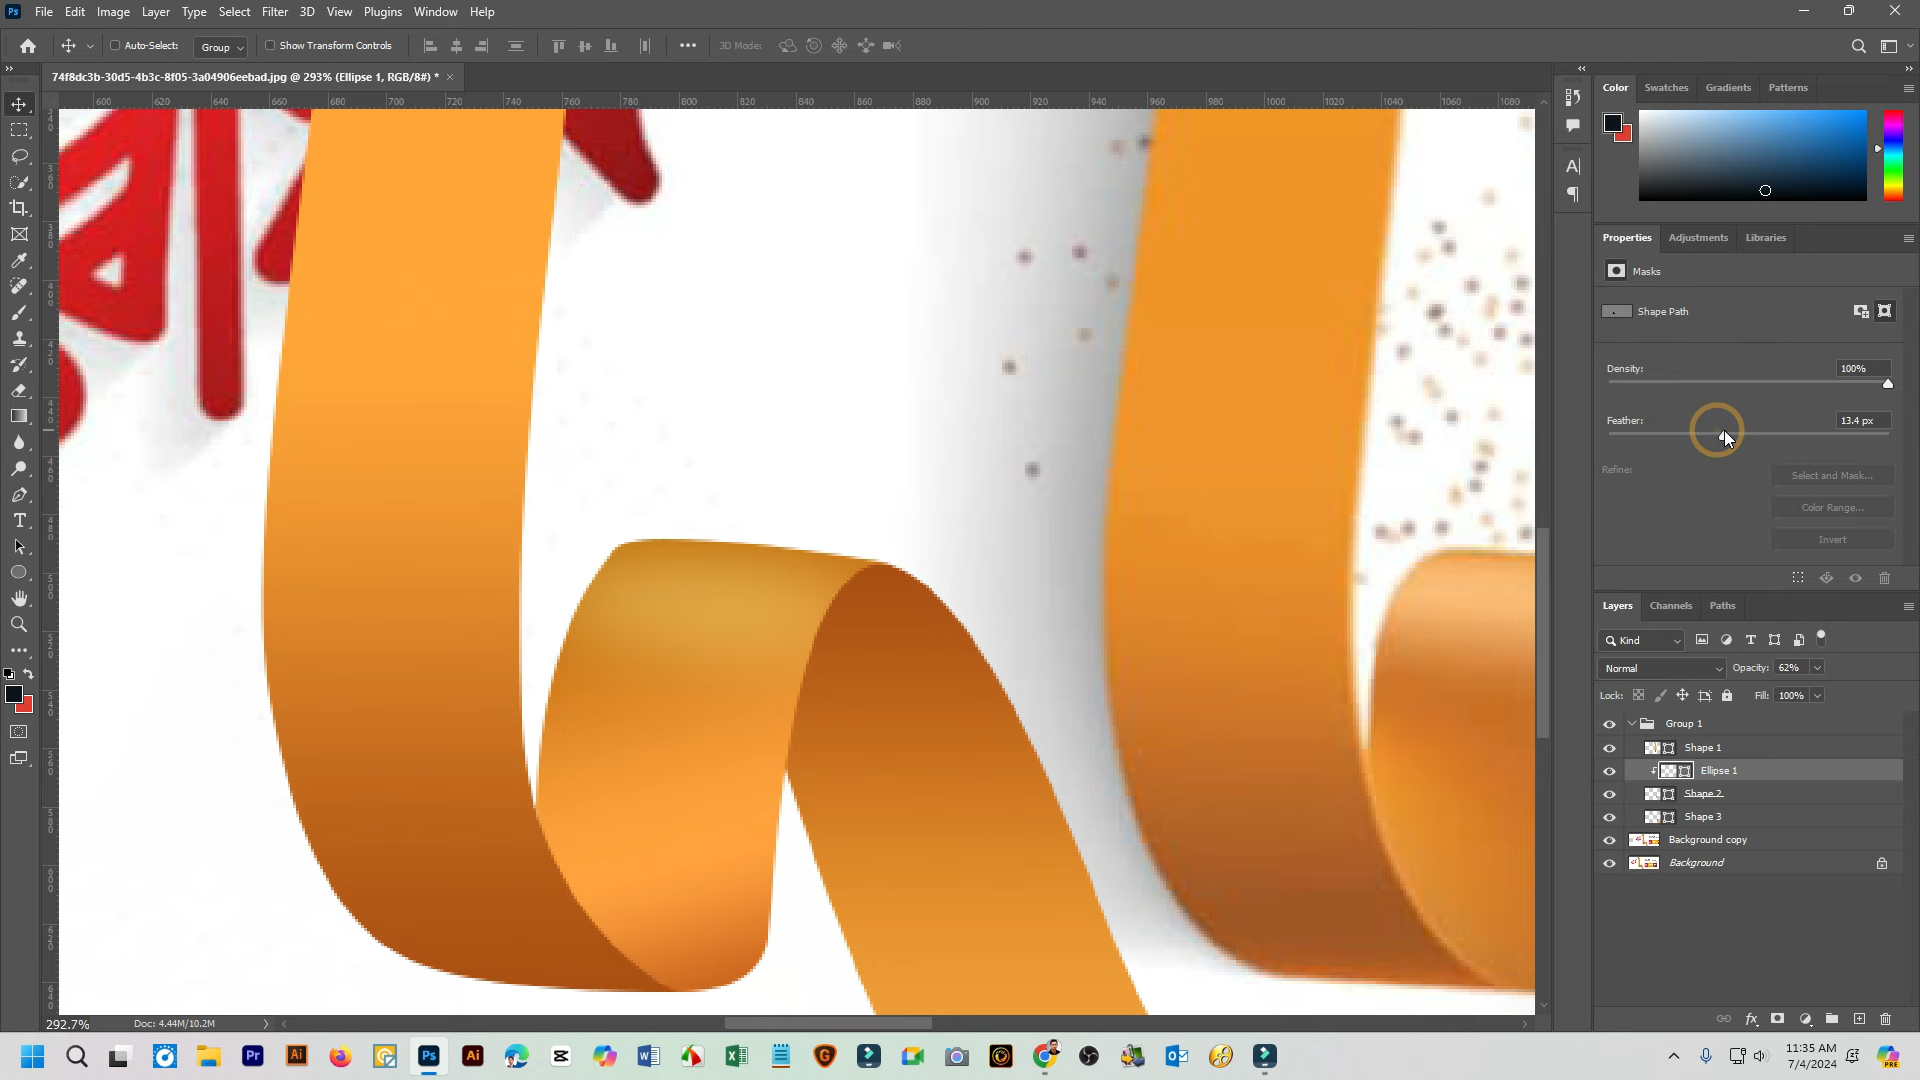 Ps File Edit Image Layer Type Select Filter 3D View Plugins Window Help
Auto-Select: Group Show Transform Controls 3D Mode:
74f8dc3b-30d5-4b3c-8f05-3a04906eebad.jpg @ 293% (Ellipse 1, RGB/8#) *
600 620 640 660 680 700 720 740 760 780 800 820 840 860 880 900 920 940 960 980 1000 1020 1040 1060 1080
Color Swatches Gradients Patterns
Properties Adjustments Libraries
Masks
Shape Path
Density: 100%
Feather: 13.4 px
Refine: Select and Mask...
Color Range...
Invert
Layers Channels Paths
Kind
Normal Opacity: 62%
Lock: Fill: 100%
Group 1
Shape 1
Ellipse 1
Shape 2
Shape 3
Background copy
Background
292.7% Doc: 4.44M/10.2M
11:35 AM
7/4/2024